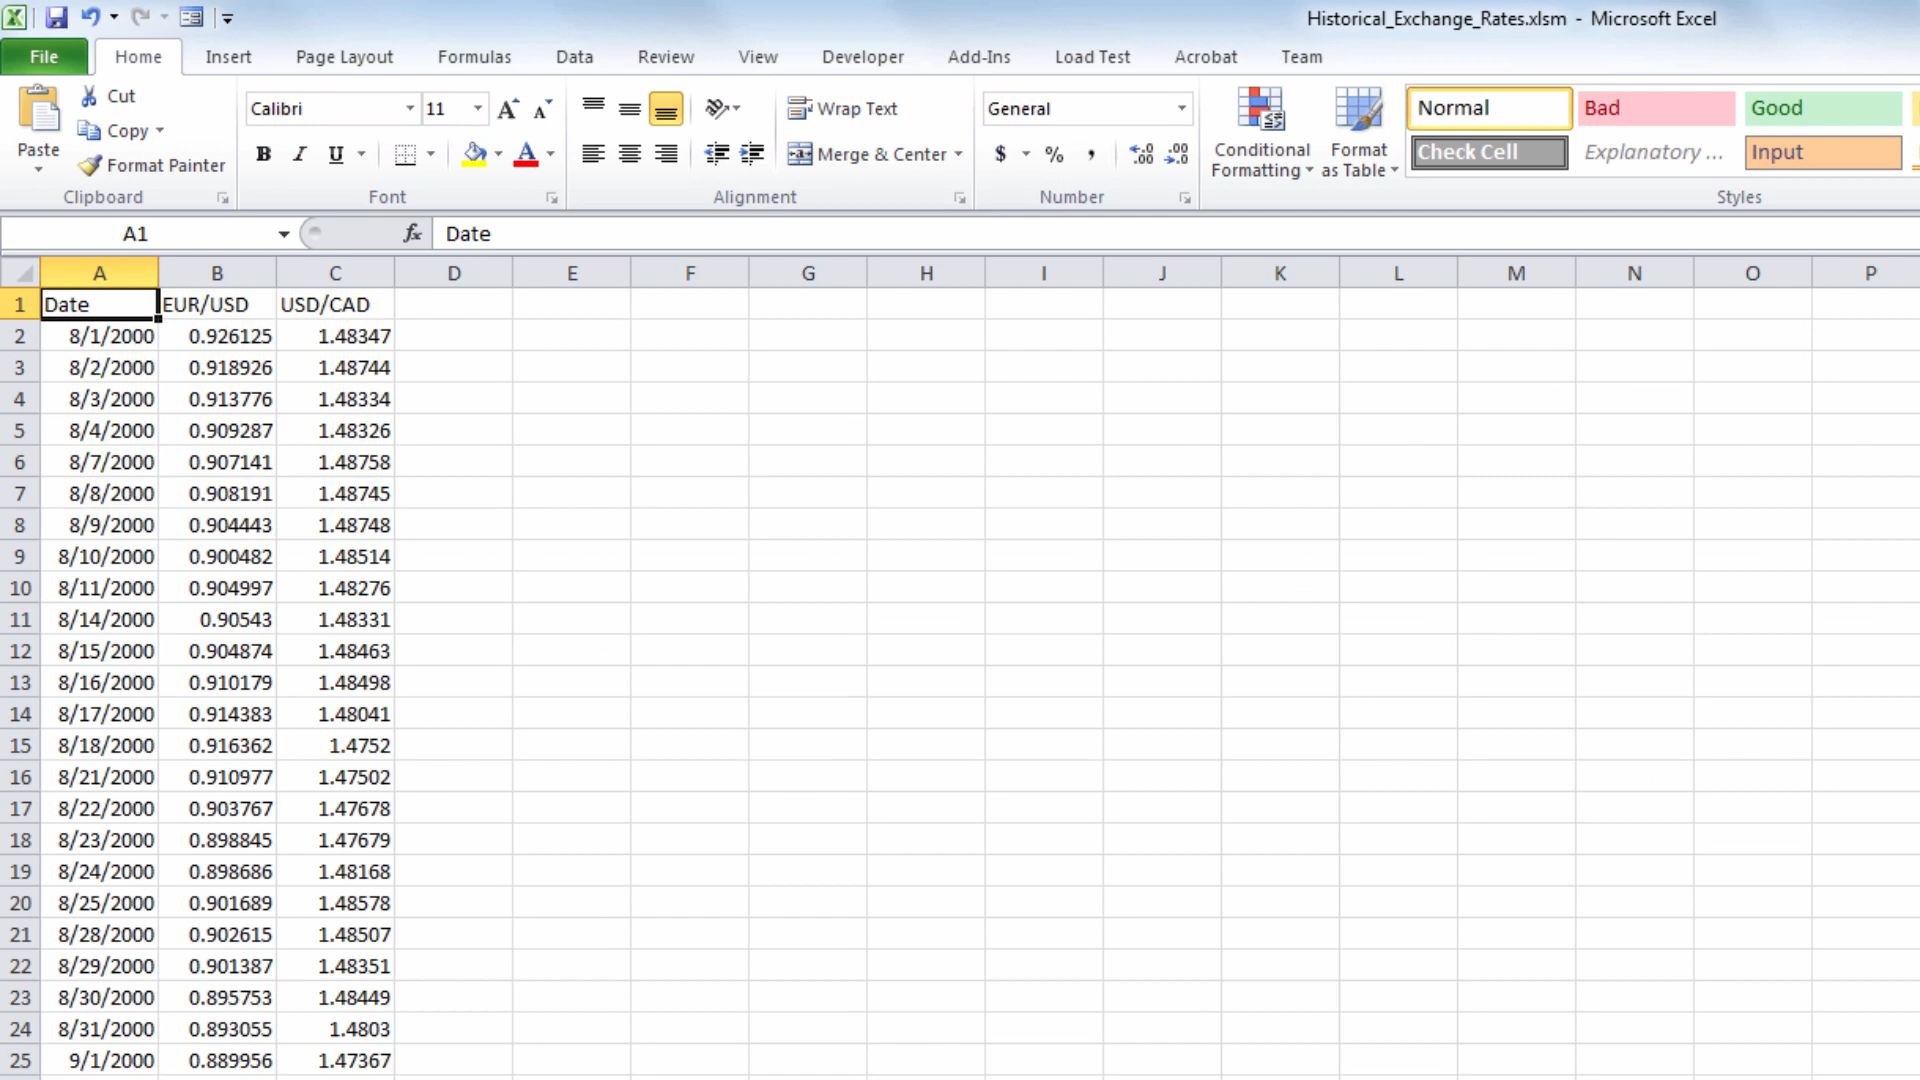 Historical_Exchange_Rates.xlsm - Microsoft Excel
File Home Insert Page Layout Formulas Data Review View Developer Add-Ins Load Test Acrobat Team
Paste
Cut
Copy
Format Painter
Clipboard
Calibri 11
B I U A
Font
Wrap Text
Merge & Center
Alignment
General
$ % ,
Number
Conditional Formatting
Format as Table
Normal Bad Good
Check Cell Explanatory ... Input
Styles
A1 fx Date
A B C D E F G H I J K L M N O P
1 Date EUR/USD USD/CAD
2 8/1/2000 0.926125 1.48347
3 8/2/2000 0.918926 1.48744
4 8/3/2000 0.913776 1.48334
5 8/4/2000 0.909287 1.48326
6 8/7/2000 0.907141 1.48758
7 8/8/2000 0.908191 1.48745
8 8/9/2000 0.904443 1.48748
9 8/10/2000 0.900482 1.48514
10 8/11/2000 0.904997 1.48276
11 8/14/2000 0.90543 1.48331
12 8/15/2000 0.904874 1.48463
13 8/16/2000 0.910179 1.48498
14 8/17/2000 0.914383 1.48041
15 8/18/2000 0.916362 1.4752
16 8/21/2000 0.910977 1.47502
17 8/22/2000 0.903767 1.47678
18 8/23/2000 0.898845 1.47679
19 8/24/2000 0.898686 1.48168
20 8/25/2000 0.901689 1.48578
21 8/28/2000 0.902615 1.48507
22 8/29/2000 0.901387 1.48351
23 8/30/2000 0.895753 1.48449
24 8/31/2000 0.893055 1.4803
25 9/1/2000 0.889956 1.47367